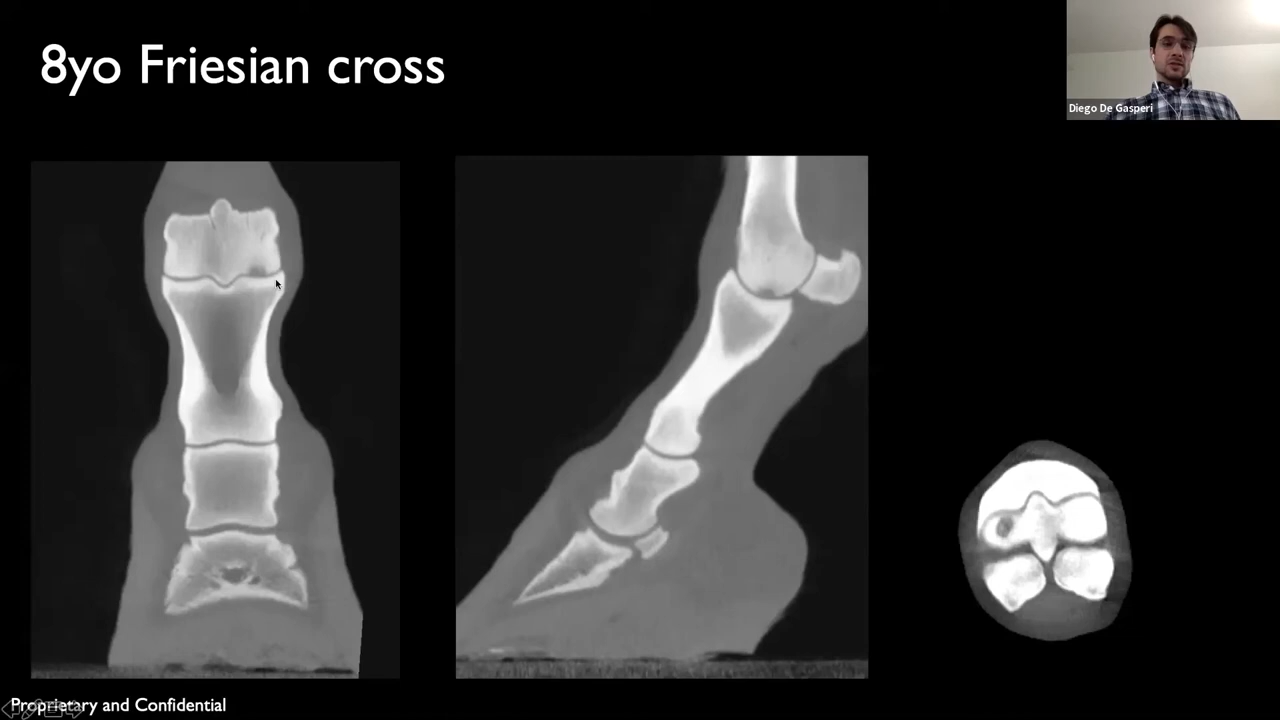 8yo Friesian cross
Diego De Gasperi
Proprietary and Confidential